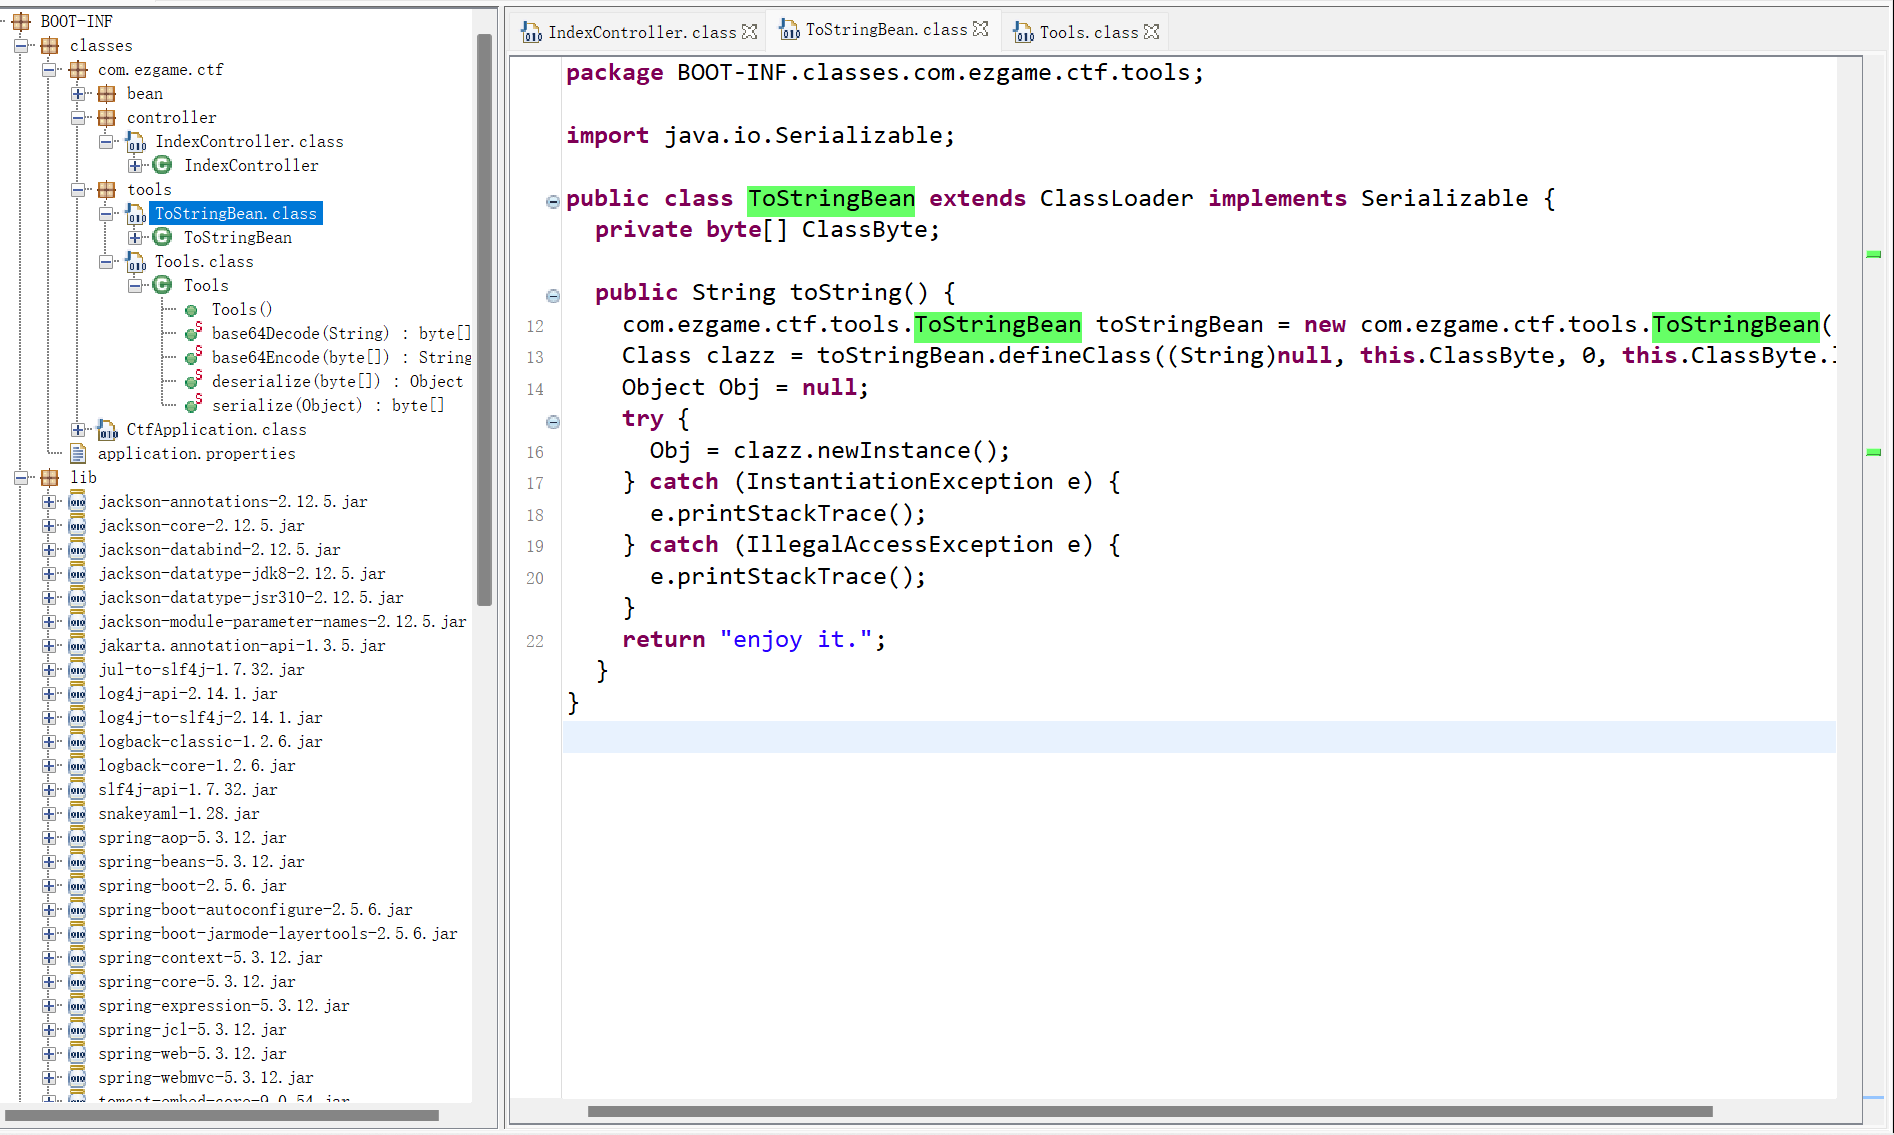 BOOT-INF
classes
com.ezgame.ctf
bean
controller
IndexController.class
IndexController
tools
ToStringBean.class
ToStringBean
Tools.class
Tools
Tools()
base64Decode(String) : byte[]
base64Encode(byte[]) : String
deserialize(byte[]) : Object
serialize(Object) : byte[]
CtfApplication.class
application.properties
lib
jackson-annotations-2.12.5.jar
jackson-core-2.12.5.jar
jackson-databind-2.12.5.jar
jackson-datatype-jdk8-2.12.5.jar
jackson-datatype-jsr310-2.12.5.jar
jackson-module-parameter-names-2.12.5.jar
jakarta.annotation-api-1.3.5.jar
jul-to-slf4j-1.7.32.jar
log4j-api-2.14.1.jar
log4j-to-slf4j-2.14.1.jar
logback-classic-1.2.6.jar
logback-core-1.2.6.jar
slf4j-api-1.7.32.jar
snakeyaml-1.28.jar
spring-aop-5.3.12.jar
spring-beans-5.3.12.jar
spring-boot-2.5.6.jar
spring-boot-autoconfigure-2.5.6.jar
spring-boot-jarmode-layertools-2.5.6.jar
spring-context-5.3.12.jar
spring-core-5.3.12.jar
spring-expression-5.3.12.jar
spring-jcl-5.3.12.jar
spring-web-5.3.12.jar
spring-webmvc-5.3.12.jar
tomcat-embed-core-9.0.54.jar
IndexController.class ToStringBean.class Tools.class
package BOOT-INF.classes.com.ezgame.ctf.tools;
import java.io.Serializable;
public class ToStringBean extends ClassLoader implements Serializable {
private byte[] ClassByte;
public String toString() {
12 com.ezgame.ctf.tools.ToStringBean toStringBean = new com.ezgame.ctf.tools.ToStringBean(
13 Class clazz = toStringBean.defineClass((String)null, this.ClassByte, 0, this.ClassByte.
14 Object Obj = null;
try {
16 Obj = clazz.newInstance();
17 } catch (InstantiationException e) {
18 e.printStackTrace();
19 } catch (IllegalAccessException e) {
20 e.printStackTrace();
}
22 return "enjoy it.";
}
}